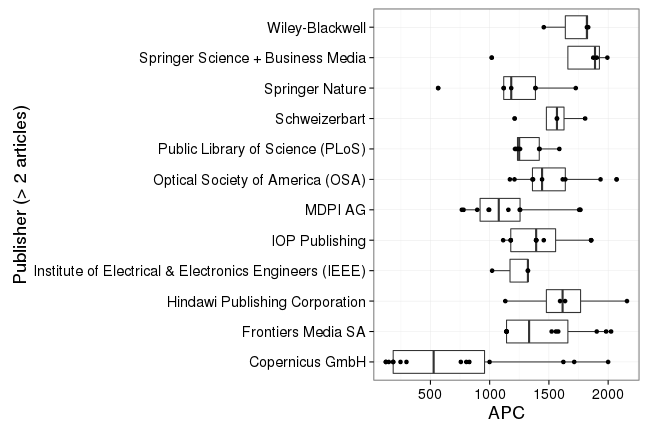 Publisher (> 2 articles)
Wiley-Blackwell
Springer Science + Business Media
Springer Nature
Schweizerbart
Public Library of Science (PLoS)
Optical Society of America (OSA)
MDPI AG
IOP Publishing
Institute of Electrical & Electronics Engineers (IEEE)
Hindawi Publishing Corporation
Frontiers Media SA
Copernicus GmbH
500 1000 1500 2000
APC